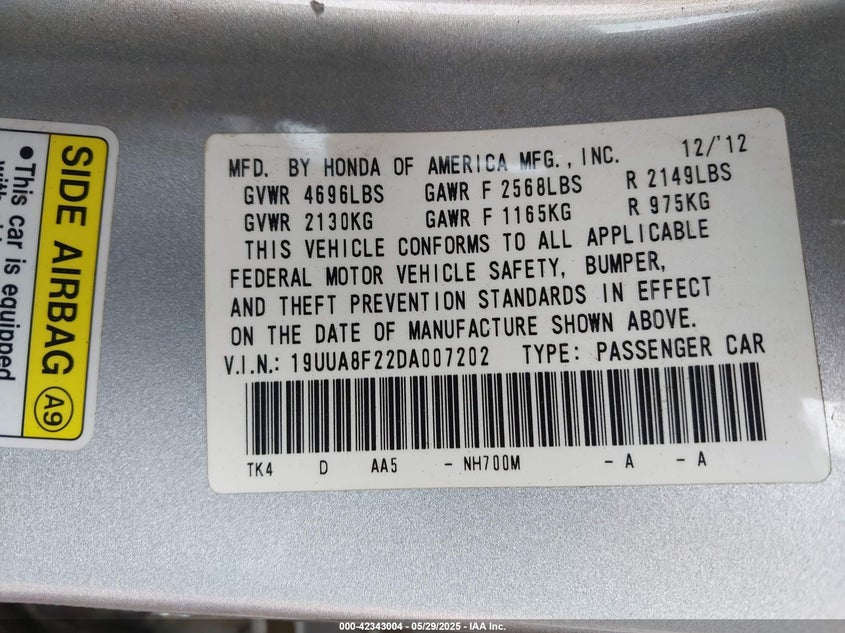 SIDE AIRBAG A9
●This car is equipped
MFD. BY HONDA OF AMERICA MFG., INC. 12/'12
GVWR 4696LBS GAWR F 2568LBS R 2149LBS
GVWR 2130KG GAWR F 1165KG R 975KG
THIS VEHICLE CONFORMS TO ALL APPLICABLE
FEDERAL MOTOR VEHICLE SAFETY, BUMPER,
AND THEFT PREVENTION STANDARDS IN EFFECT
ON THE DATE OF MANUFACTURE SHOWN ABOVE.
V.I.N.: 19UUA8F22DA007202 TYPE: PASSENGER CAR
TK4 D AA5 - NH700M - A - A
000-42343004 | 05/29/2025 - IAA Inc.